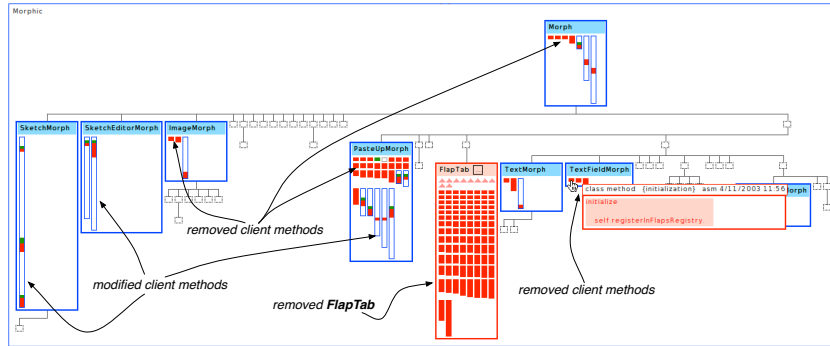 Morphic
Morph
SketchMorph
SketchEditorMorph
ImageMorph
PasteUpMorph
FlapTab
TextMorph
TextFieldMorph
class method {initialization} asm 4/11/2003 11:56
orph
initialize
self registerInFlapsRegistry.
removed client methods
modified client methods
removed FlapTab
removed client methods